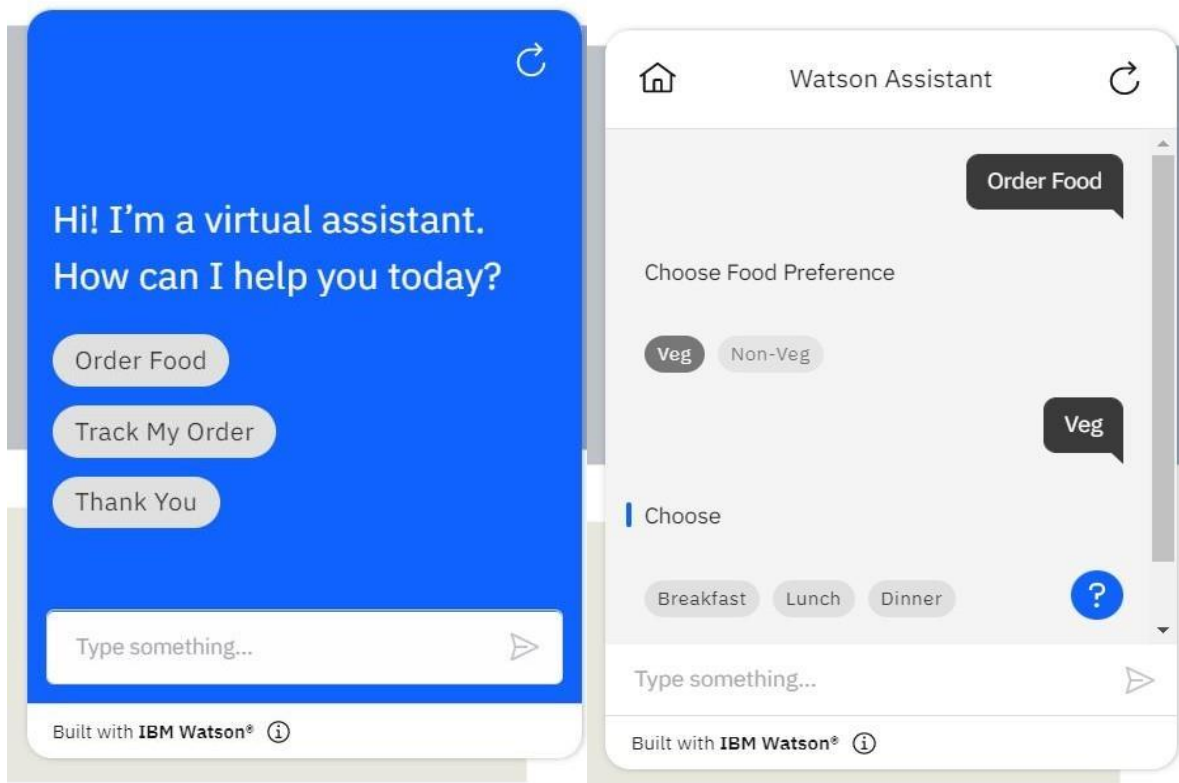 Hi! I'm a virtual assistant.
How can I help you today?
Order Food
Track My Order
Thank You
Type something...
Built with IBM Watson®
Watson Assistant
Order Food
Choose Food Preference
Veg Non-Veg
Veg
Choose
Breakfast Lunch Dinner
?
Type something...
Built with IBM Watson®